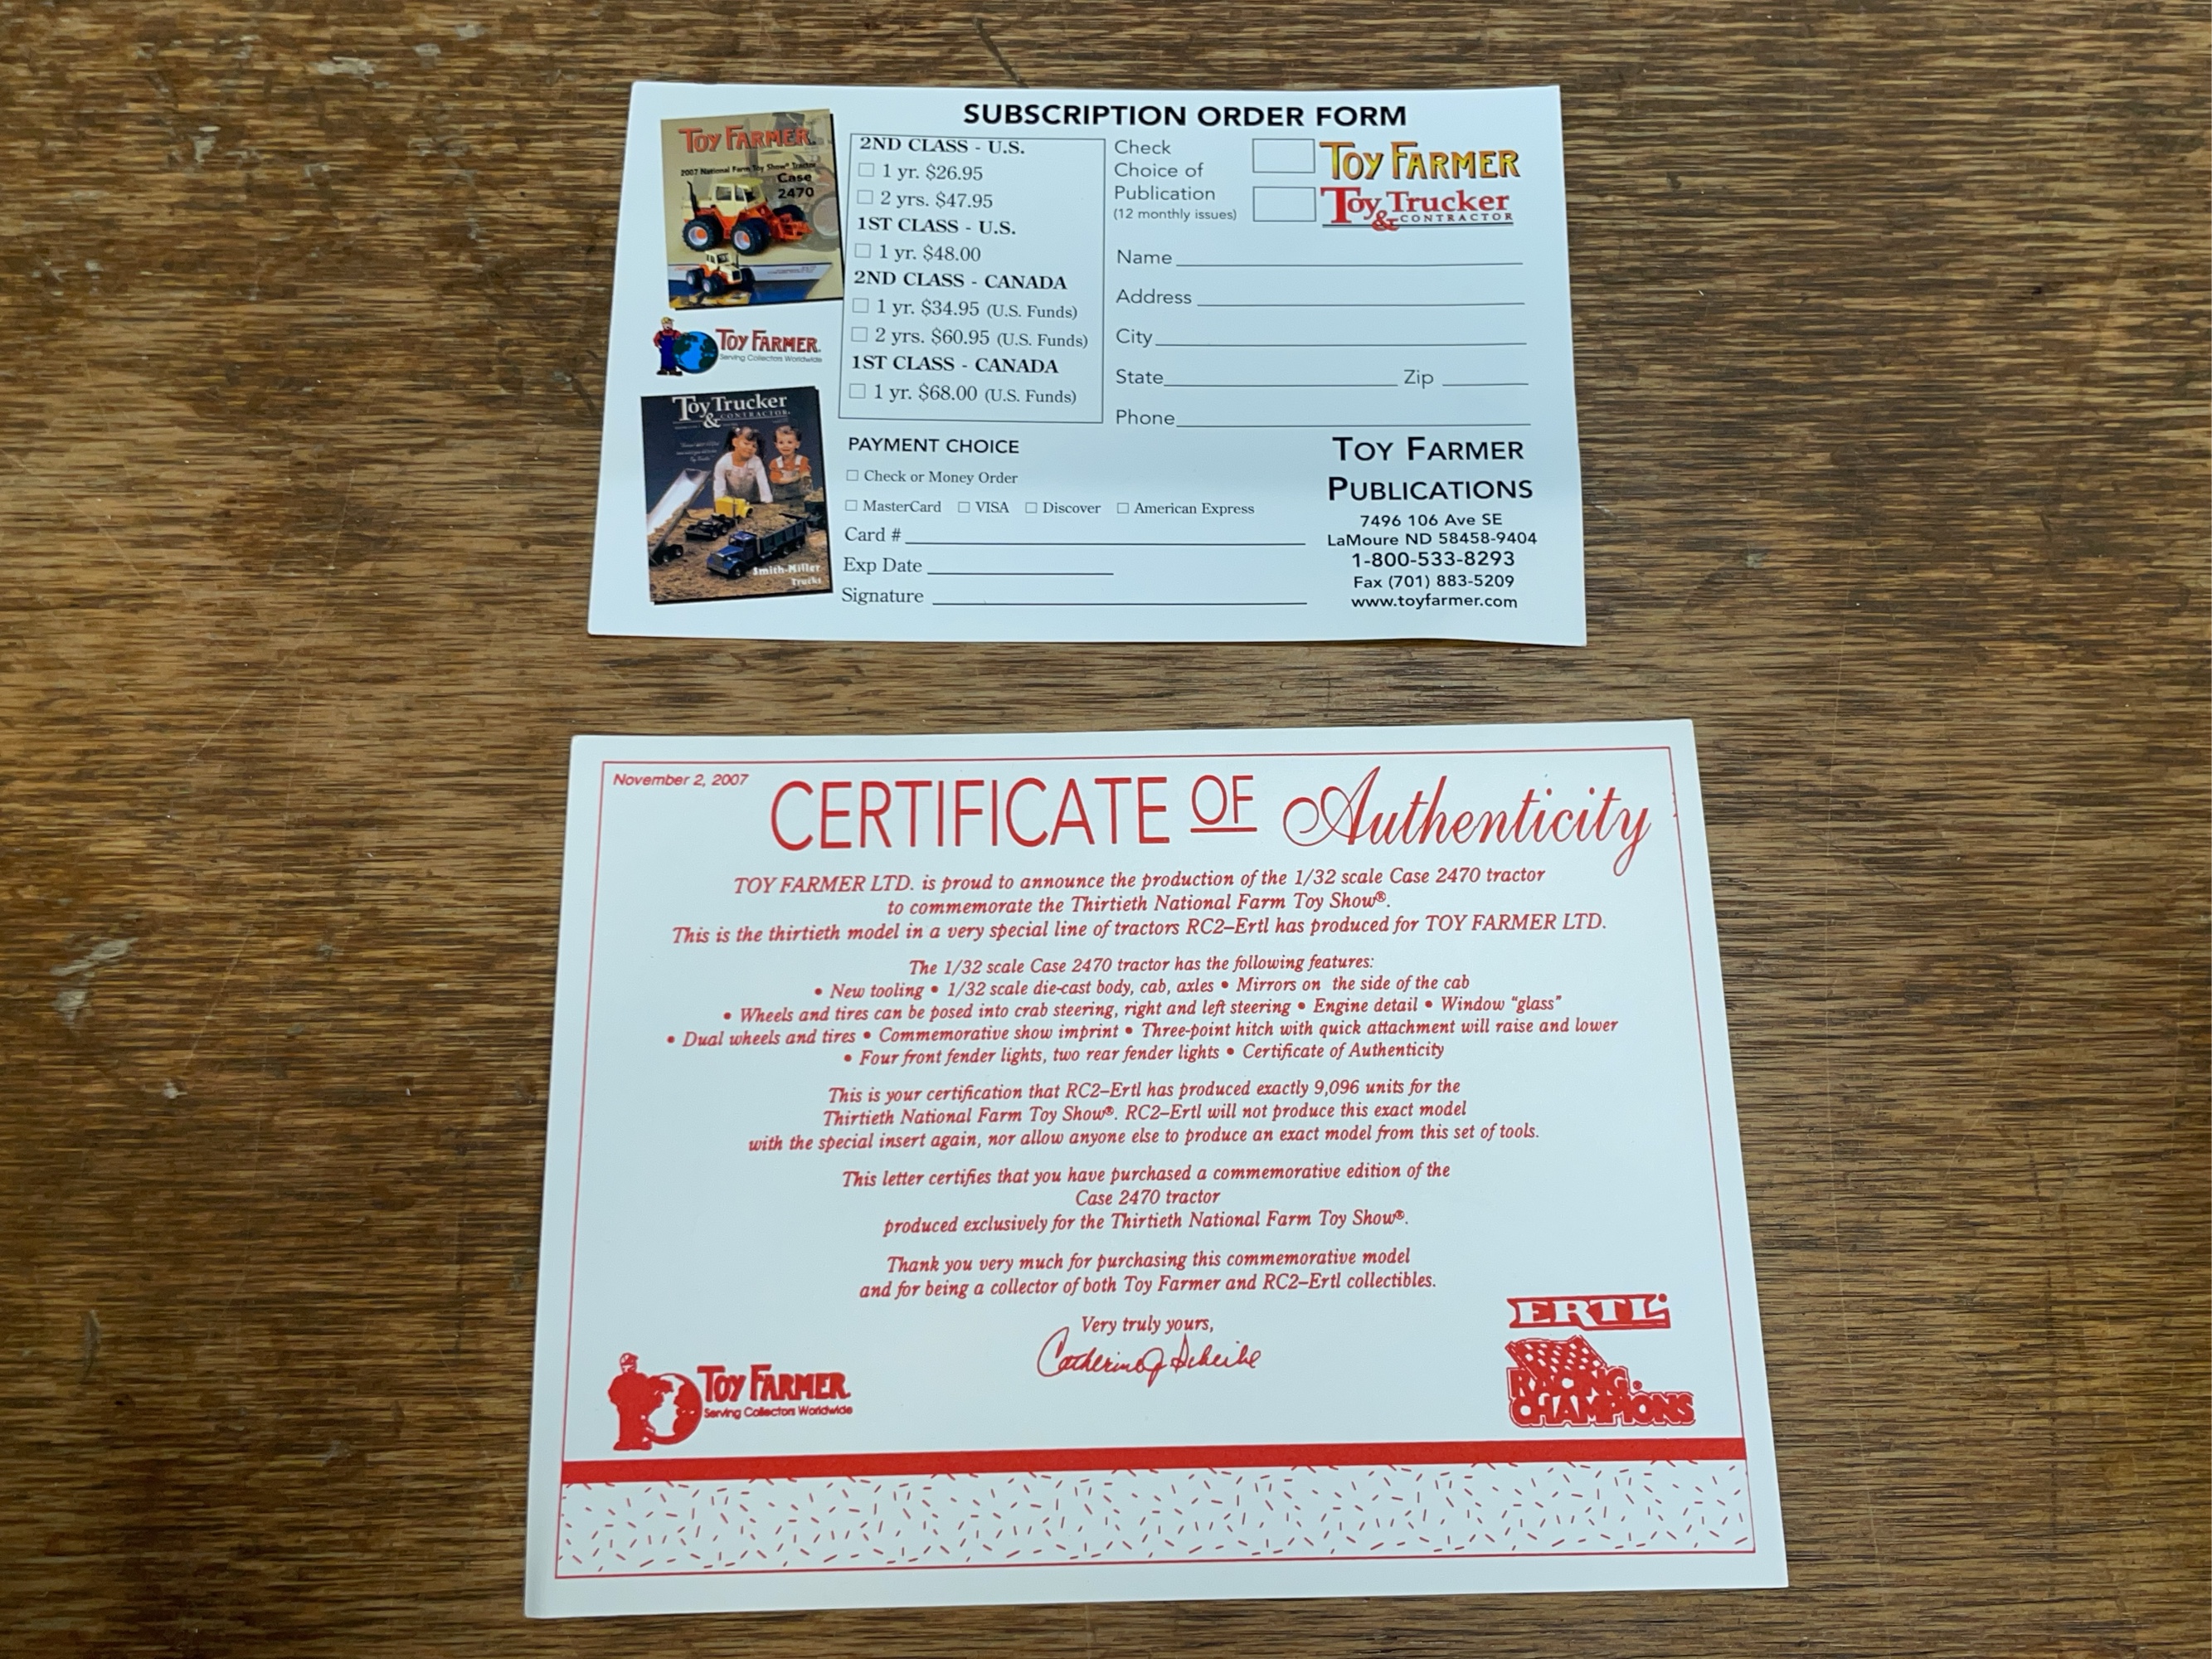 SUBSCRIPTION ORDER FORM
TOY FARMER
2007 National Farm Toy Show® Tractor
Case
2470
TOY FARMER
Serving Collectors Worldwide
Toy Trucker
& CONTRACTOR
Smith-Miller
Trucks
2ND CLASS - U.S.
1 yr. $26.95
2 yrs. $47.95
1ST CLASS - U.S.
1 yr. $48.00
2ND CLASS - CANADA
1 yr. $34.95 (U.S. Funds)
2 yrs. $60.95 (U.S. Funds)
1ST CLASS - CANADA
1 yr. $68.00 (U.S. Funds)
Check
Choice of
Publication
(12 monthly issues)
TOY FARMER
Toy Trucker
& CONTRACTOR
Name
Address
City
State Zip
Phone
PAYMENT CHOICE
Check or Money Order
MasterCard VISA Discover American Express
Card #
Exp Date
Signature
TOY FARMER
PUBLICATIONS
7496 106 Ave SE
LaMoure ND 58458-9404
1-800-533-8293
Fax (701) 883-5209
www.toyfarmer.com
November 2, 2007
CERTIFICATE OF Authenticity
TOY FARMER LTD. is proud to announce the production of the 1/32 scale Case 2470 tractor
to commemorate the Thirtieth National Farm Toy Show®.
This is the thirtieth model in a very special line of tractors RC2–Ertl has produced for TOY FARMER LTD.
The 1/32 scale Case 2470 tractor has the following features:
• New tooling • 1/32 scale die-cast body, cab, axles • Mirrors on the side of the cab
• Wheels and tires can be posed into crab steering, right and left steering • Engine detail • Window "glass"
• Dual wheels and tires • Commemorative show imprint • Three-point hitch with quick attachment will raise and lower
• Four front fender lights, two rear fender lights • Certificate of Authenticity
This is your certification that RC2–Ertl has produced exactly 9,096 units for the
Thirtieth National Farm Toy Show®. RC2–Ertl will not produce this exact model
with the special insert again, nor allow anyone else to produce an exact model from this set of tools.
This letter certifies that you have purchased a commemorative edition of the
Case 2470 tractor
produced exclusively for the Thirtieth National Farm Toy Show®.
Thank you very much for purchasing this commemorative model
and for being a collector of both Toy Farmer and RC2–Ertl collectibles.
Very truly yours,
Catherine J Scheibe
TOY FARMER
Serving Collectors Worldwide
ERTL
RACING
CHAMPIONS